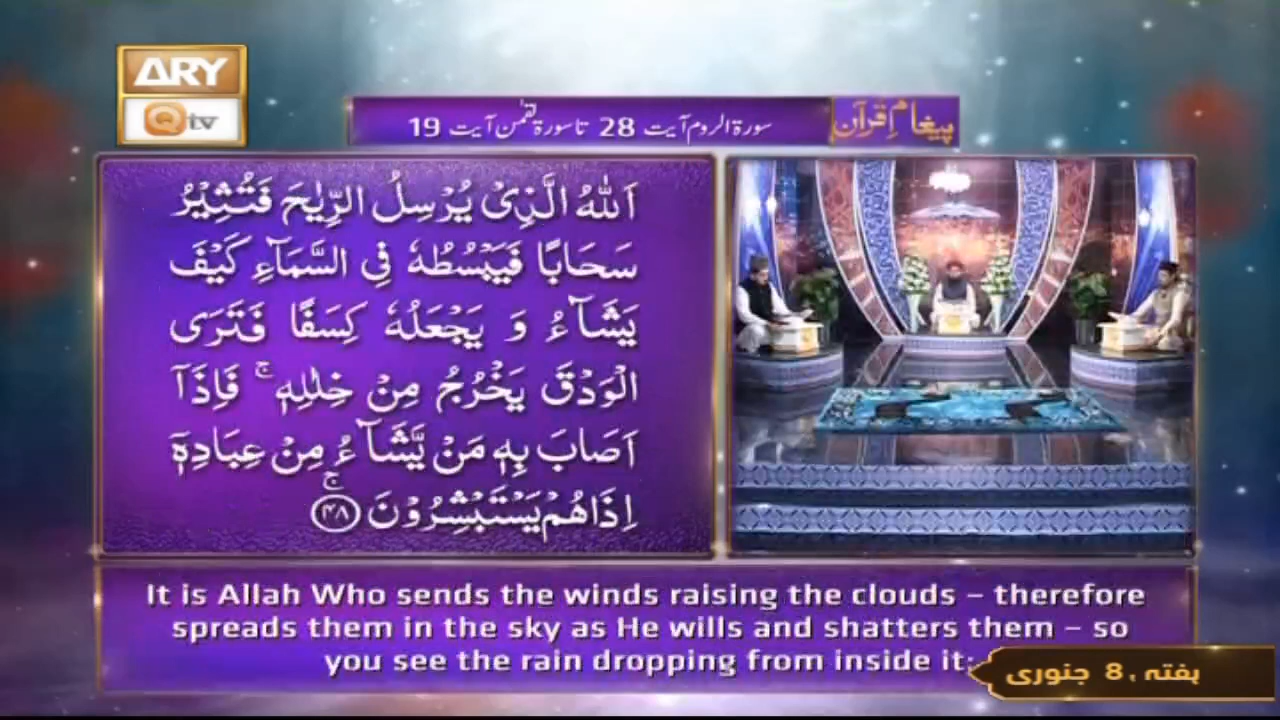 ARY
Qtv
پیغامِ قرآن
سورۃ الروم آیت 28 تا سورۃ لقمٰن آیت 19
اَللّٰهُ الَّذِیْ یُرْسِلُ الرِّیٰحَ فَتُثِیْرُ
سَحَابًا فَیَبْسُطُهٗ فِی السَّمَآءِ كَیْفَ
یَشَآءُ وَ یَجْعَلُهٗ كِسَفًا فَتَرَی
الْوَدْقَ یَخْرُجُ مِنْ خِلٰلِهٖ ۚ فَاِذَاۤ
اَصَابَ بِهٖ مَنْ یَّشَآءُ مِنْ عِبَادِهٖۤ
اِذَا هُمْ یَسْتَبْشِرُوْنَ ۚ ﴿۴۸﴾
It is Allah Who sends the winds raising the clouds – therefore
spreads them in the sky as He wills and shatters them – so
you see the rain dropping from inside it;
ہفتہ، 8 جنوری